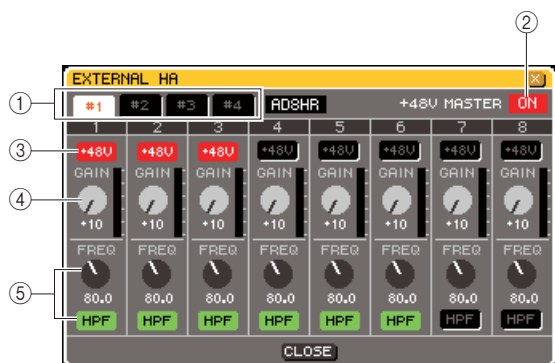 ②
EXTERNAL HA
① #1 #2 #3 #4 AD8HR +48V MASTER ON
1 2 3 4 5 6 7 8
③ +48V +48V +48V +48V +48V +48V +48V +48V
GAIN GAIN GAIN GAIN GAIN GAIN GAIN GAIN
④
+10 +10 +10 +10 +10 +10 +10 +10
FREQ FREQ FREQ FREQ FREQ FREQ FREQ FREQ
⑤
80.0 80.0 80.0 80.0 80.0 80.0 80.0 80.0
HPF HPF HPF HPF HPF HPF HPF HPF
CLOSE